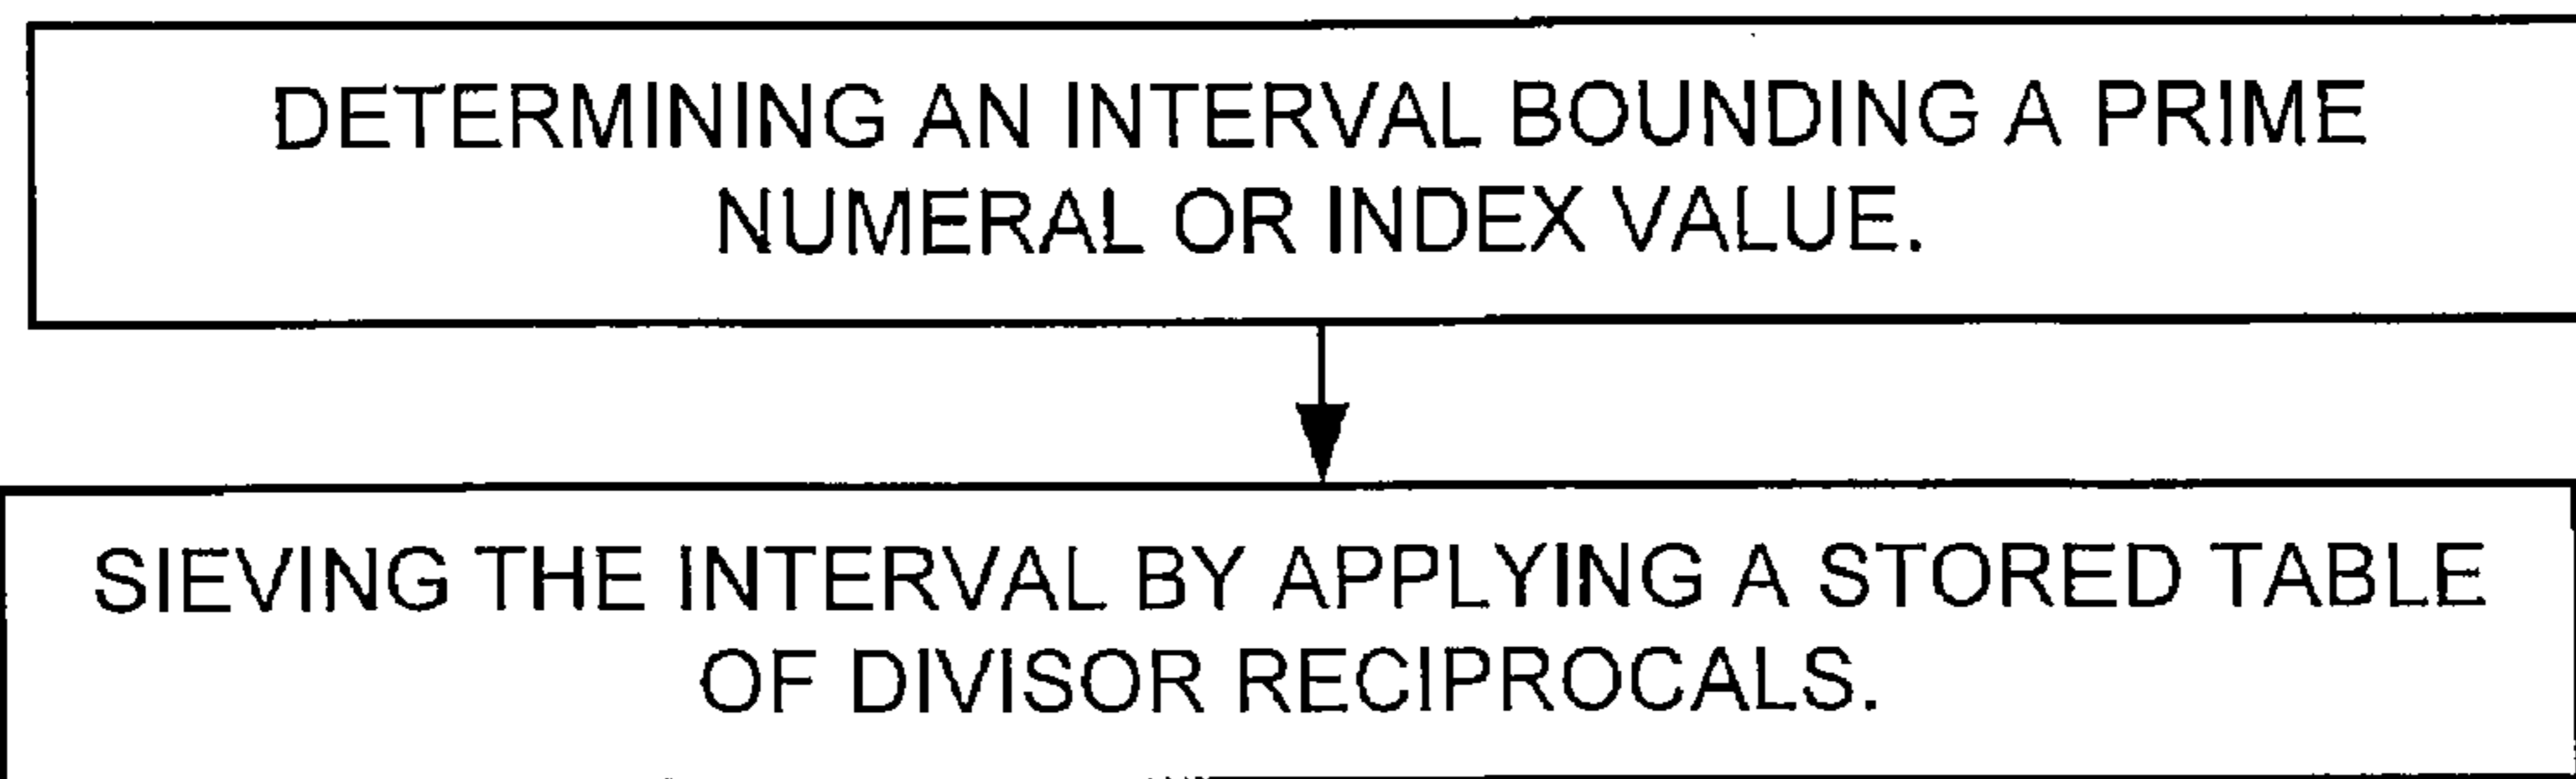 DETERMINING AN INTERVAL BOUNDING A PRIME
NUMERAL OR INDEX VALUE.
SIEVING THE INTERVAL BY APPLYING A STORED TABLE
OF DIVISOR RECIPROCALS.